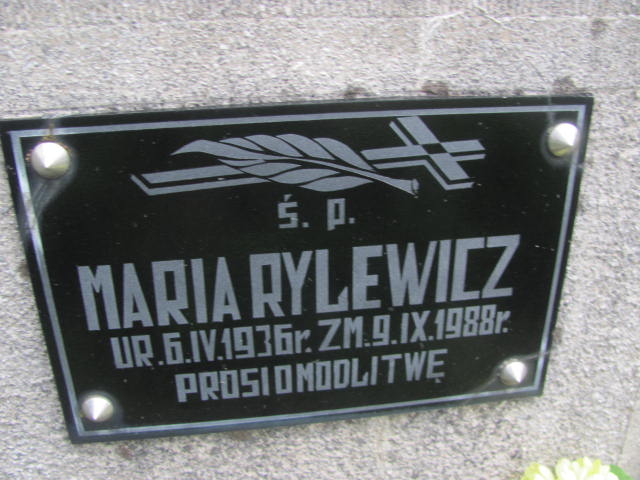 Ś. P.
MARIA RYLEWICZ
UR. 6.IV.1936r. ZM. 9.IX.1988r.
PROSI O MODLITWĘ